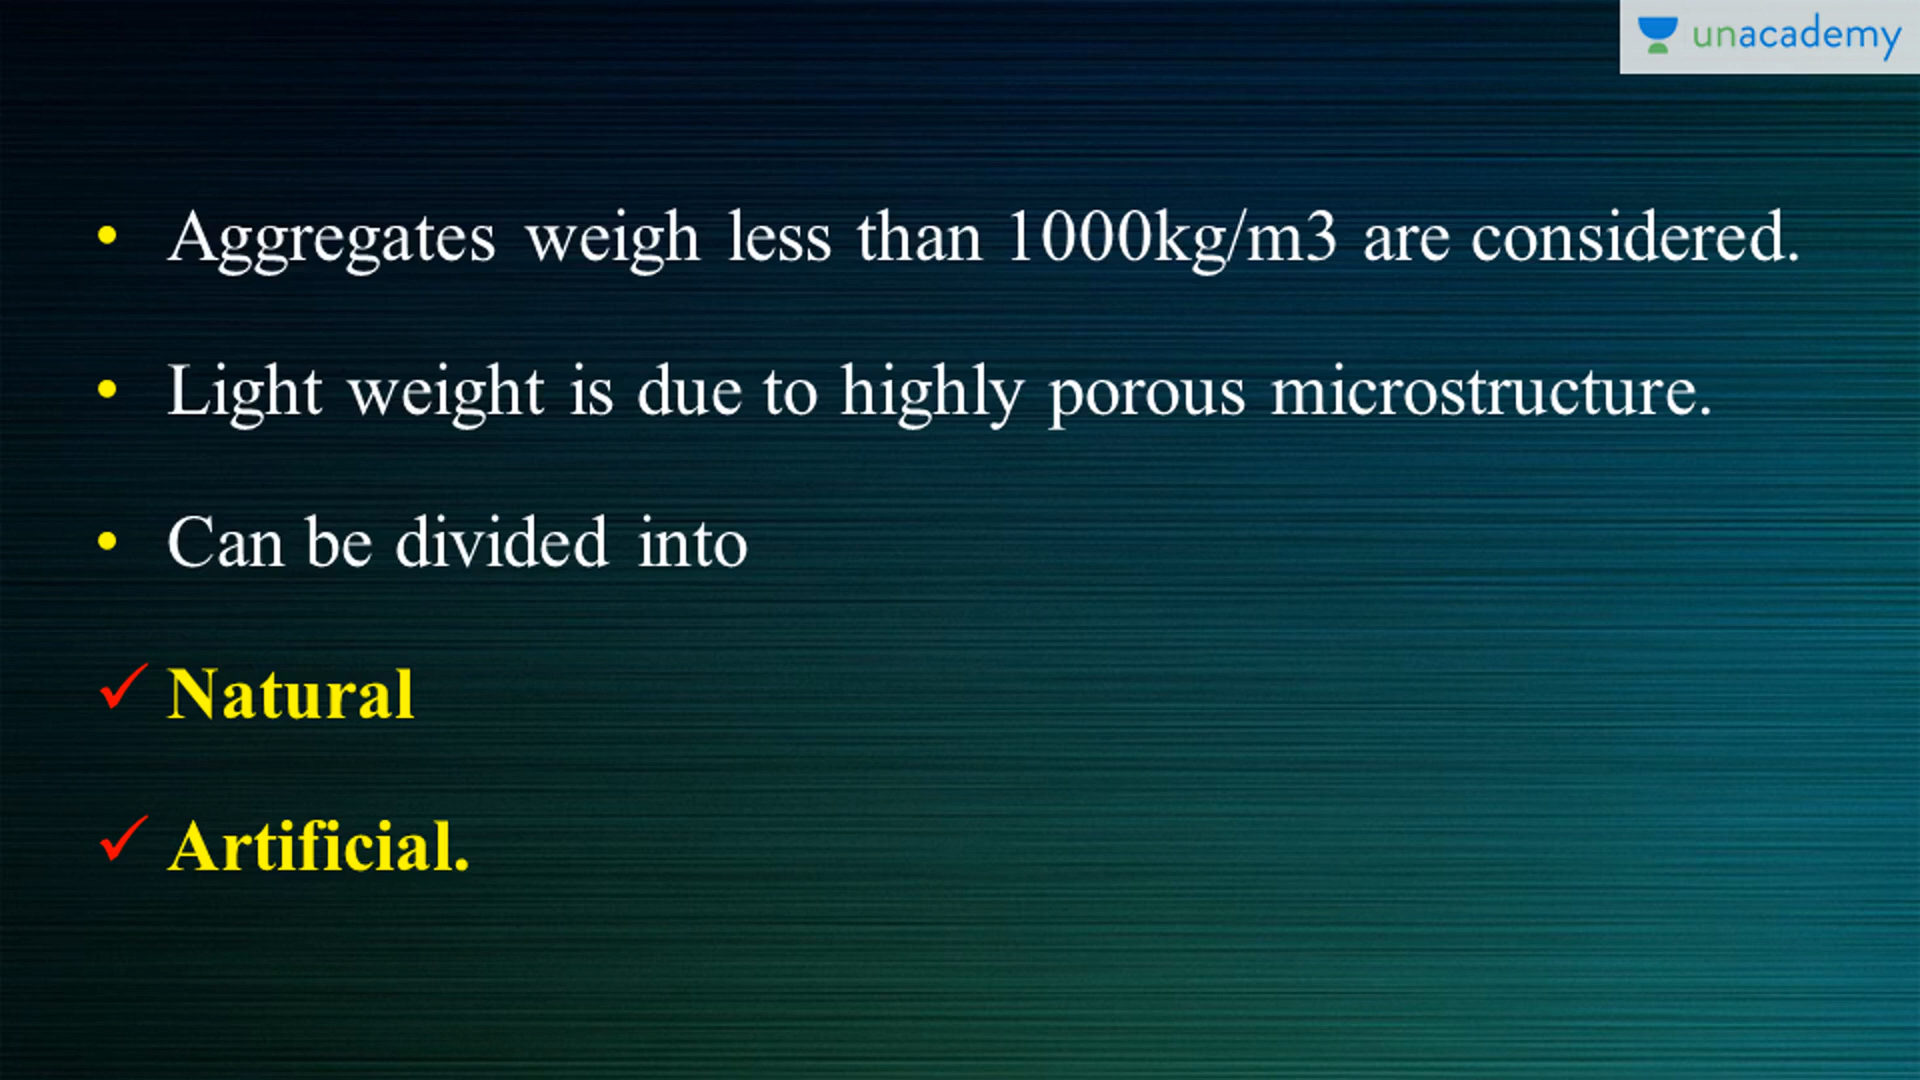 unacademy
• Aggregates weigh less than 1000kg/m3 are considered.
• Light weight is due to highly porous microstructure.
• Can be divided into
✓ Natural
✓ Artificial.